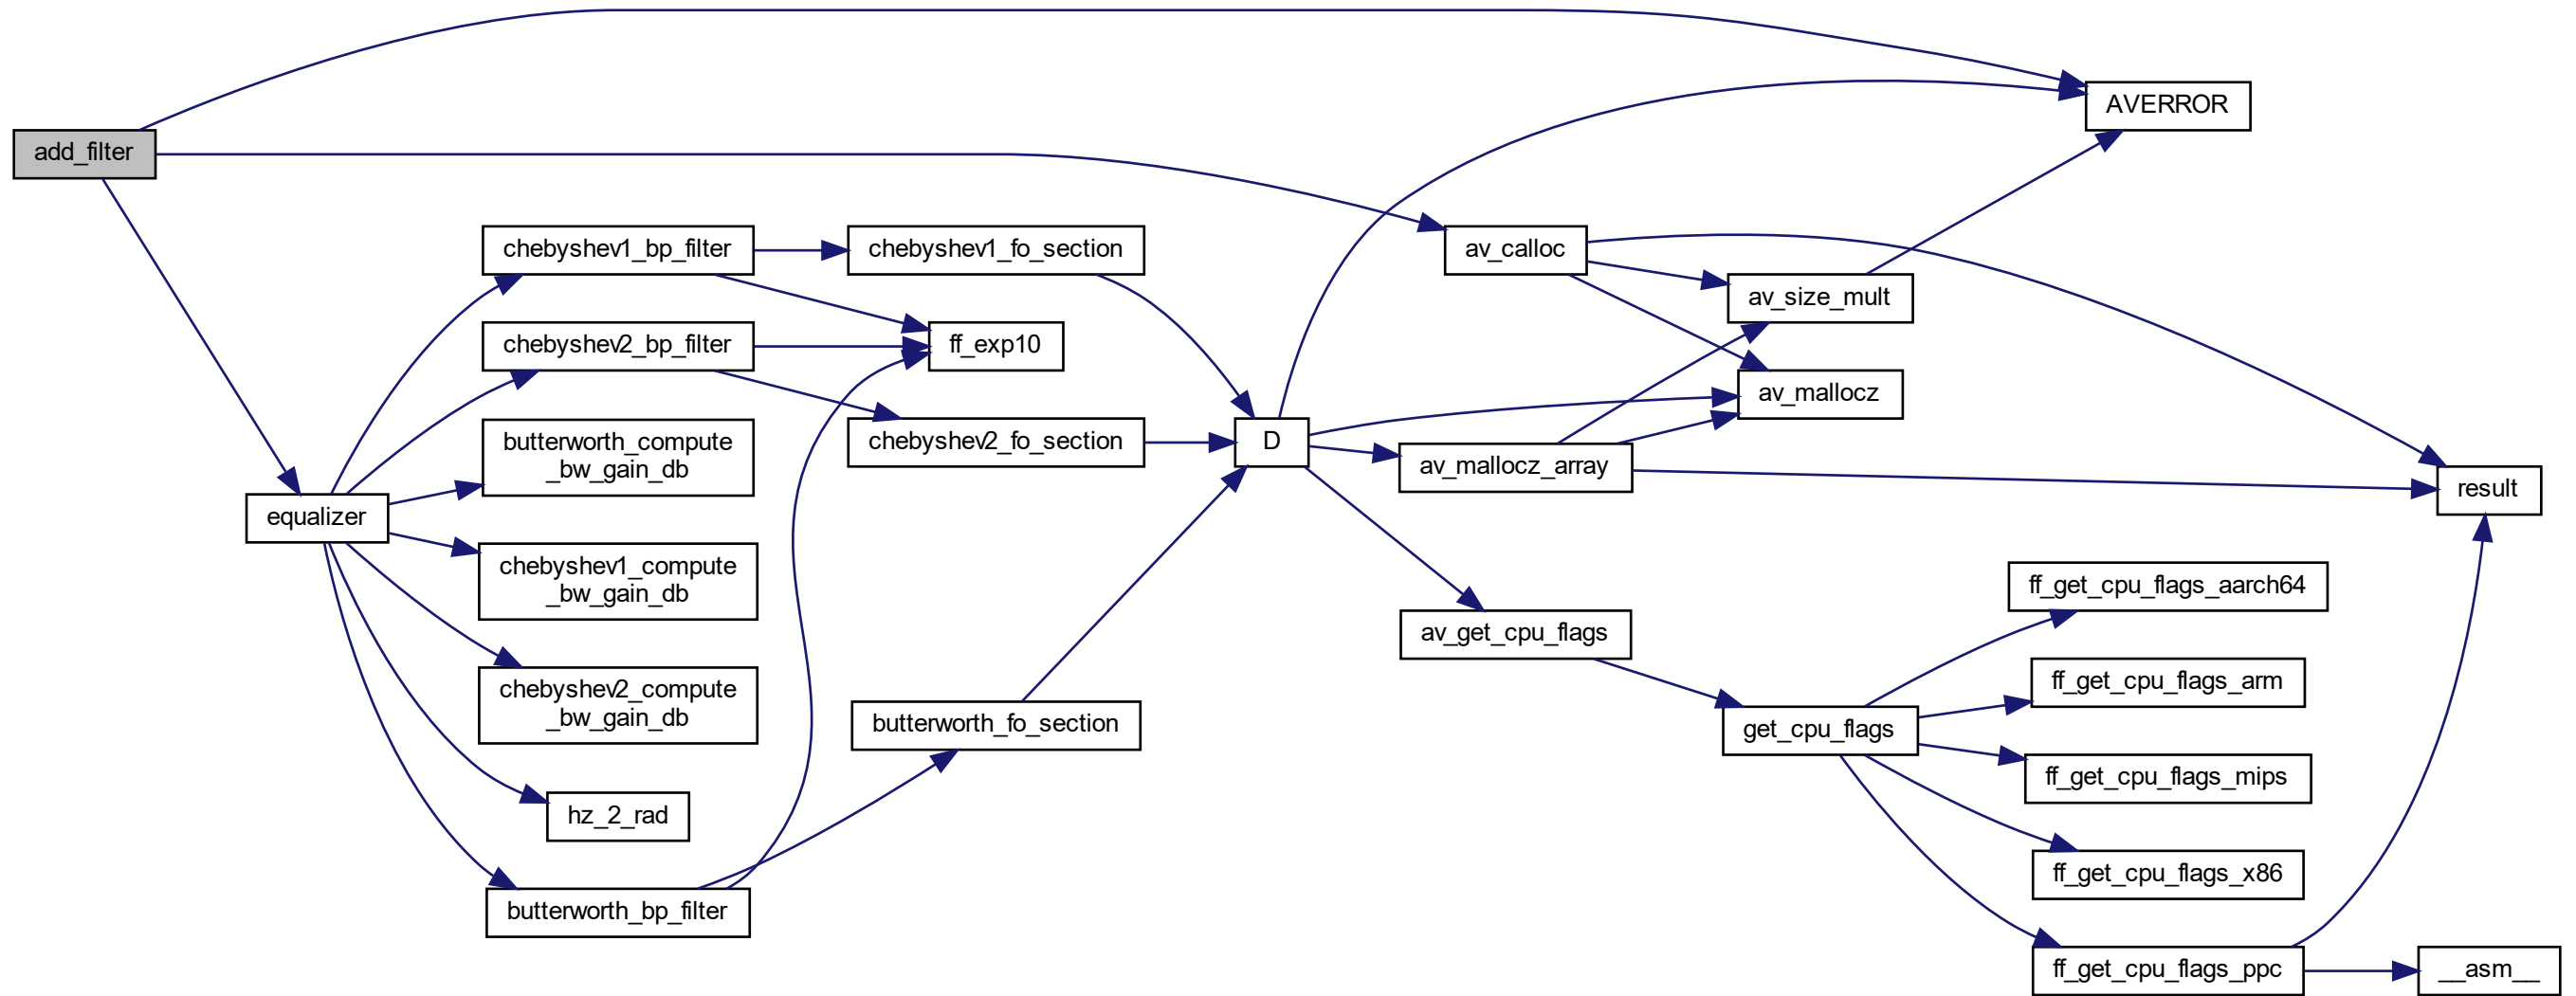 add_filter
AVERROR
chebyshev1_bp_filter
chebyshev1_fo_section
av_calloc
av_size_mult
chebyshev2_bp_filter
ff_exp10
av_mallocz
butterworth_compute
_bw_gain_db
chebyshev2_fo_section
D
av_mallocz_array
result
equalizer
chebyshev1_compute
_bw_gain_db
ff_get_cpu_flags_aarch64
av_get_cpu_flags
chebyshev2_compute
_bw_gain_db
ff_get_cpu_flags_arm
butterworth_fo_section
get_cpu_flags
ff_get_cpu_flags_mips
hz_2_rad
ff_get_cpu_flags_x86
butterworth_bp_filter
ff_get_cpu_flags_ppc
__asm__